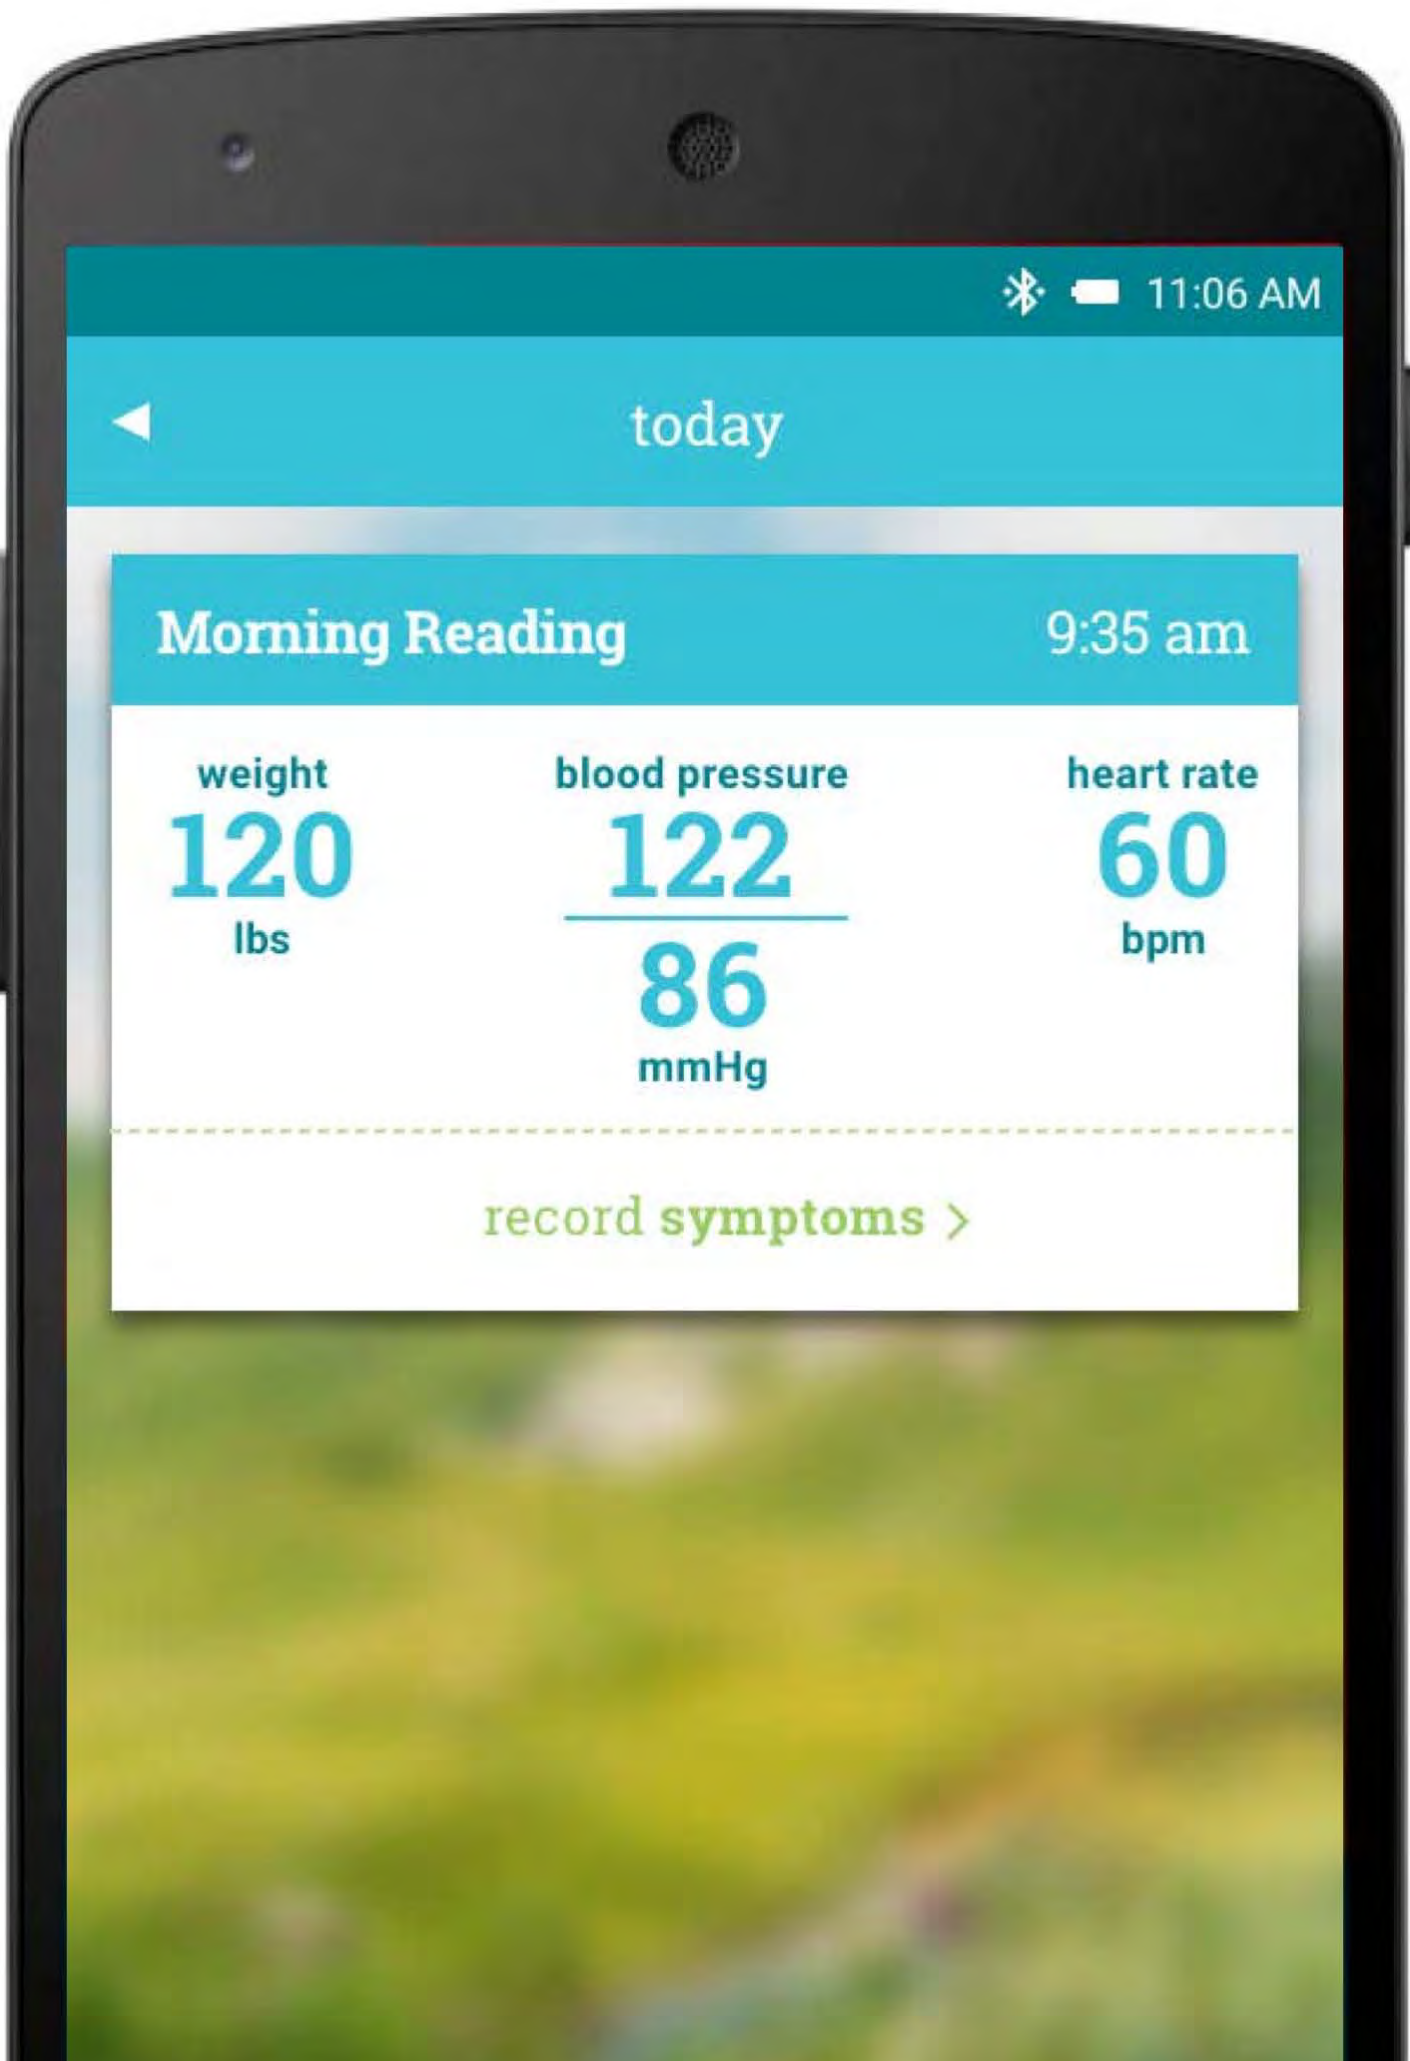 11:06 AM
today
Morning Reading 9:35 am
weight blood pressure heart rate
120 122 60
lbs bpm
86
mmHg
record symptoms >